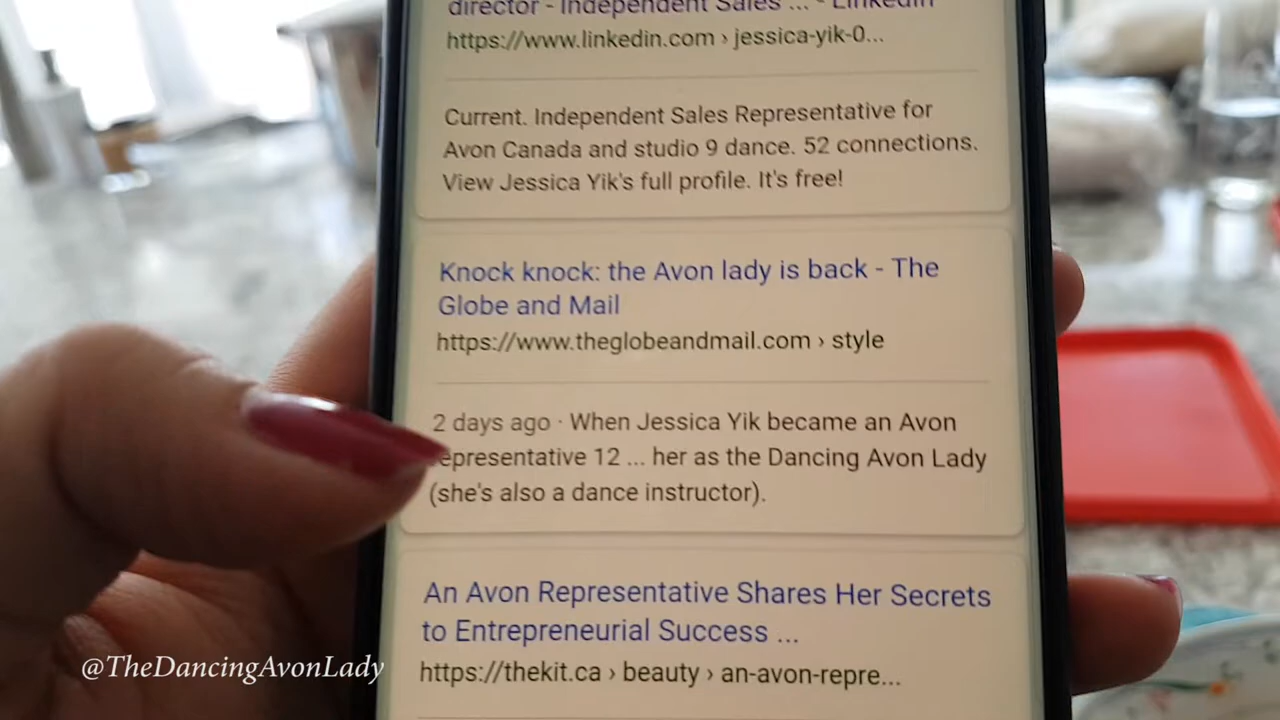 director - Independent Sales ... - LinkedIn
https://www.linkedin.com › jessica-yik-0...
Current. Independent Sales Representative for
Avon Canada and studio 9 dance. 52 connections.
View Jessica Yik's full profile. It's free!
Knock knock: the Avon lady is back - The
Globe and Mail
https://www.theglobeandmail.com › style
2 days ago · When Jessica Yik became an Avon
epresentative 12 ... her as the Dancing Avon Lady
(she's also a dance instructor).
An Avon Representative Shares Her Secrets
to Entrepreneurial Success ...
https://thekit.ca › beauty › an-avon-repre...
@TheDancingAvonLady